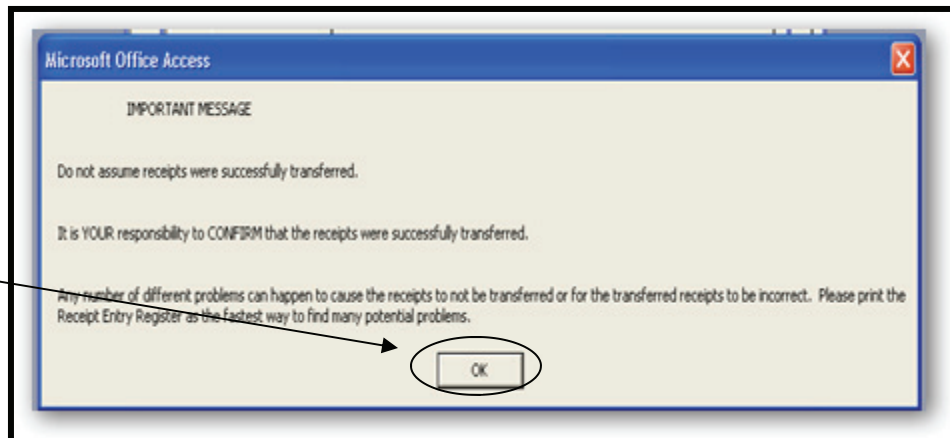 Microsoft Office Access
IMPORTANT MESSAGE
Do not assume receipts were successfully transferred.
It is YOUR responsibility to CONFIRM that the receipts were successfully transferred.
Any number of different problems can happen to cause the receipts to not be transferred or for the transferred receipts to be incorrect. Please print the
Receipt Entry Register as the fastest way to find many potential problems.
OK